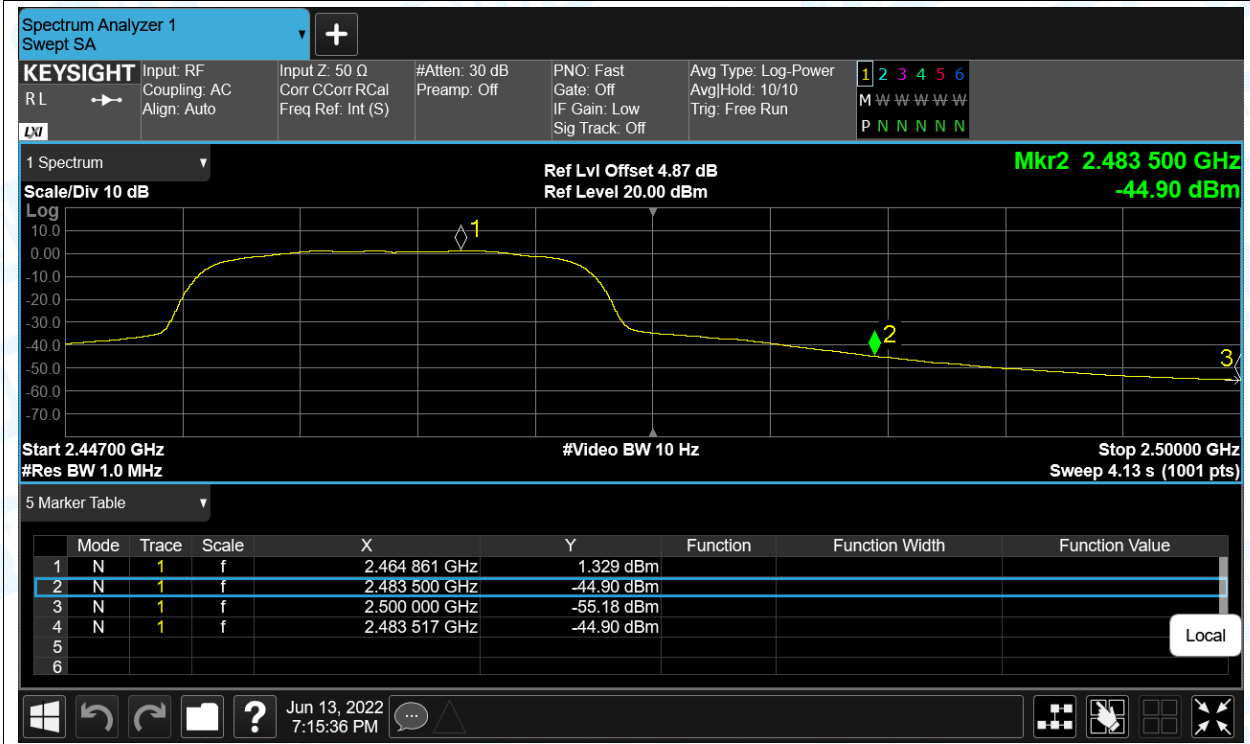 Spectrum Analyzer 1
Swept SA
+
KEYSIGHT
R L
LXI
Input: RF
Coupling: AC
Align: Auto
Input Z: 50 Ω
Corr CCorr RCal
Freq Ref: Int (S)
#Atten: 30 dB
Preamp: Off
PNO: Fast
Gate: Off
IF Gain: Low
Sig Track: Off
Avg Type: Log-Power
Avg|Hold: 10/10
Trig: Free Run
1 2 3 4 5 6
M W W W W W
P N N N N N
1 Spectrum
Scale/Div 10 dB
Ref Lvl Offset 4.87 dB
Ref Level 20.00 dBm
Mkr2 2.483 500 GHz
-44.90 dBm
Log
10.0
0.00
-10.0
-20.0
-30.0
-40.0
-50.0
-60.0
-70.0
1
2
3
Start 2.44700 GHz
#Res BW 1.0 MHz
#Video BW 10 Hz
Stop 2.50000 GHz
Sweep 4.13 s (1001 pts)
5 Marker Table
Mode Trace Scale X Y Function Function Width Function Value
1 N 1 f 2.464 861 GHz 1.329 dBm
2 N 1 f 2.483 500 GHz -44.90 dBm
3 N 1 f 2.500 000 GHz -55.18 dBm
4 N 1 f 2.483 517 GHz -44.90 dBm
5
6
Local
?
Jun 13, 2022
7:15:36 PM